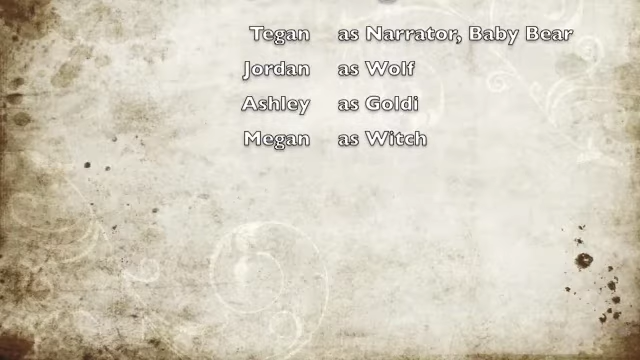 Tegan as Narrator, Baby Bear
Jordan as Wolf
Ashley as Goldi
Megan as Witch